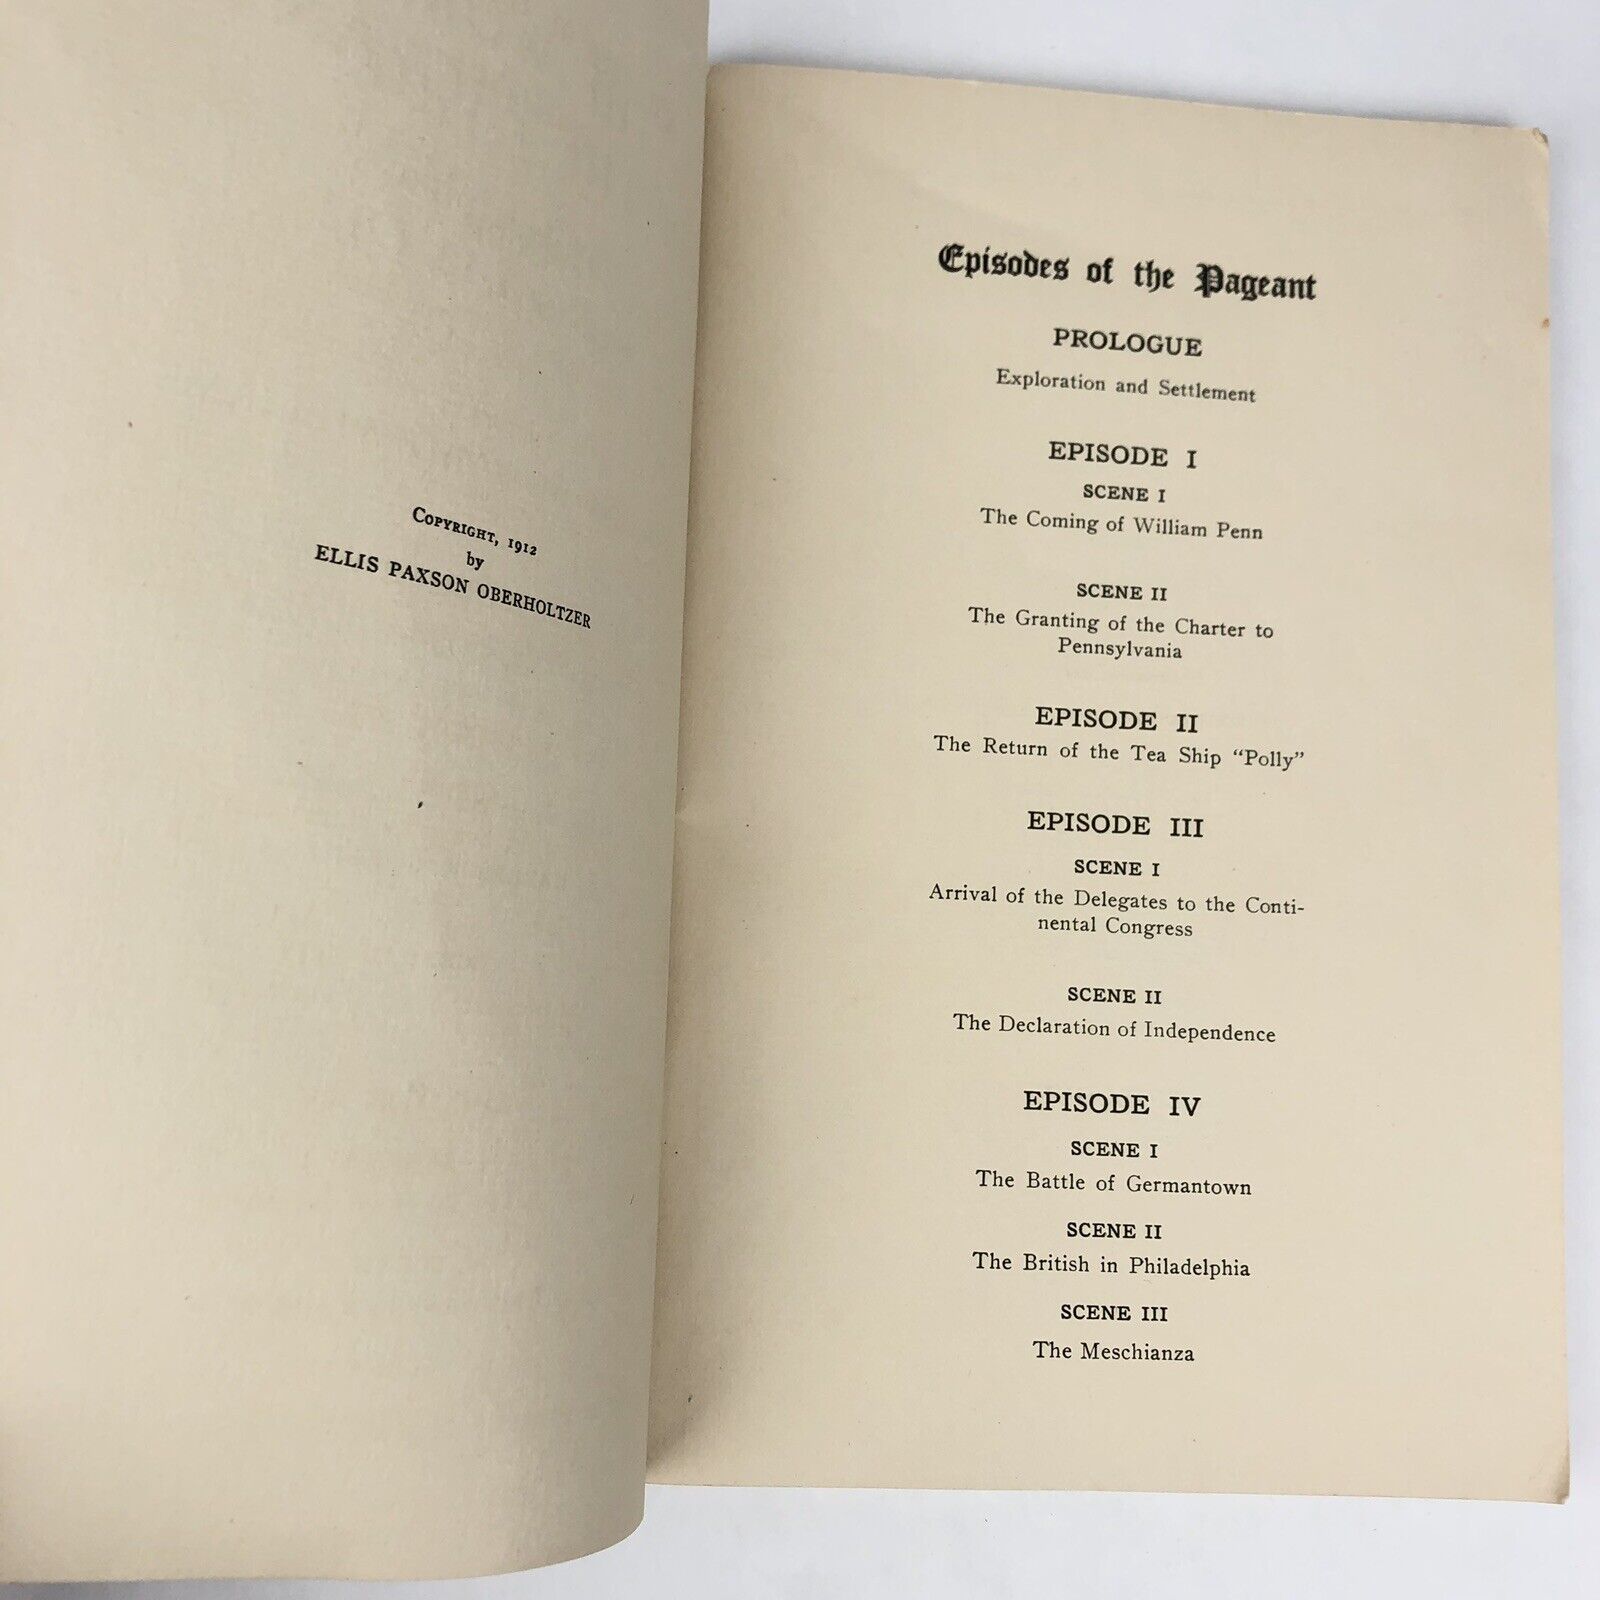 Copyright, 1912
by
ELLIS PAXSON OBERHOLTZER
Episodes of the Pageant
PROLOGUE
Exploration and Settlement
EPISODE I
SCENE I
The Coming of William Penn
SCENE II
The Granting of the Charter to
Pennsylvania
EPISODE II
The Return of the Tea Ship "Polly"
EPISODE III
SCENE I
Arrival of the Delegates to the Conti-
nental Congress
SCENE II
The Declaration of Independence
EPISODE IV
SCENE I
The Battle of Germantown
SCENE II
The British in Philadelphia
SCENE III
The Meschianza